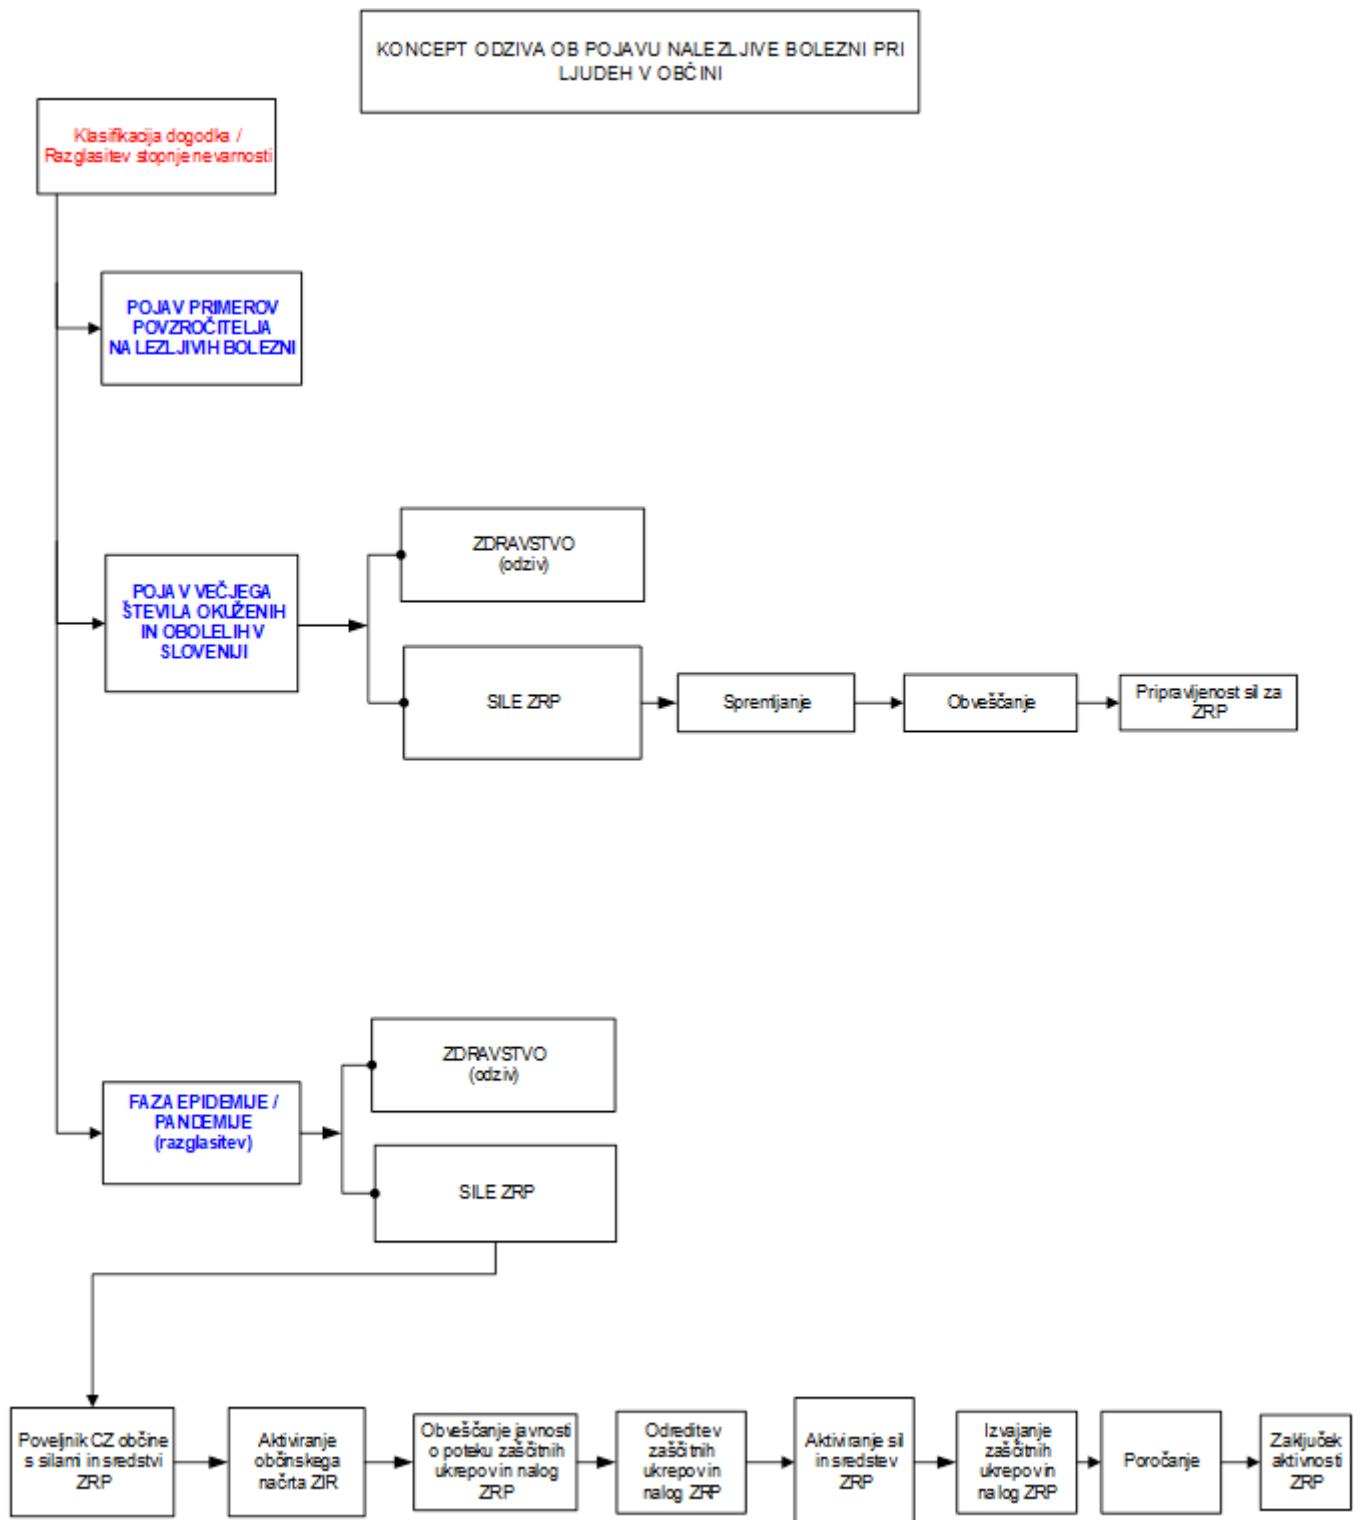 KONCEPT ODZIVA OB POJAVU NALEZLJIVE BOLEZNI PRI
LJUDEH V OBČINI
Klasifikacija dogodka /
Razglasitev stopnje nevarnosti
POJAV PRIMEROV
POVZROČITELJA
NALEZLJIVIH BOLEZNI
POJAV VEČJEGA
ŠTEVILA OKUŽENIH
IN OBOLELIH V
SLOVENIJI
ZDRAVSTVO
(odziv)
SILE ZRP
Spremljanje
Obveščanje
Pripravljenost sil za
ZRP
FAZA EPIDEMIJE /
PANDEMIJE
(razglasitev)
ZDRAVSTVO
(odziv)
SILE ZRP
Poveljnik CZ občine
s silami in sredstvi
ZRP
Aktiviranje
občinskega
načrta ZIR
Obveščanje javnosti
o poteku zaščitnih
ukrepov in nalog
ZRP
Odreditev
zaščitnih
ukrepov in
nalog ZRP
Aktiviranje sil
in sredstev
ZRP
Izvajanje
zaščitnih
ukrepov in
nalog ZRP
Poročanje
Zaključek
aktivnosti
ZRP